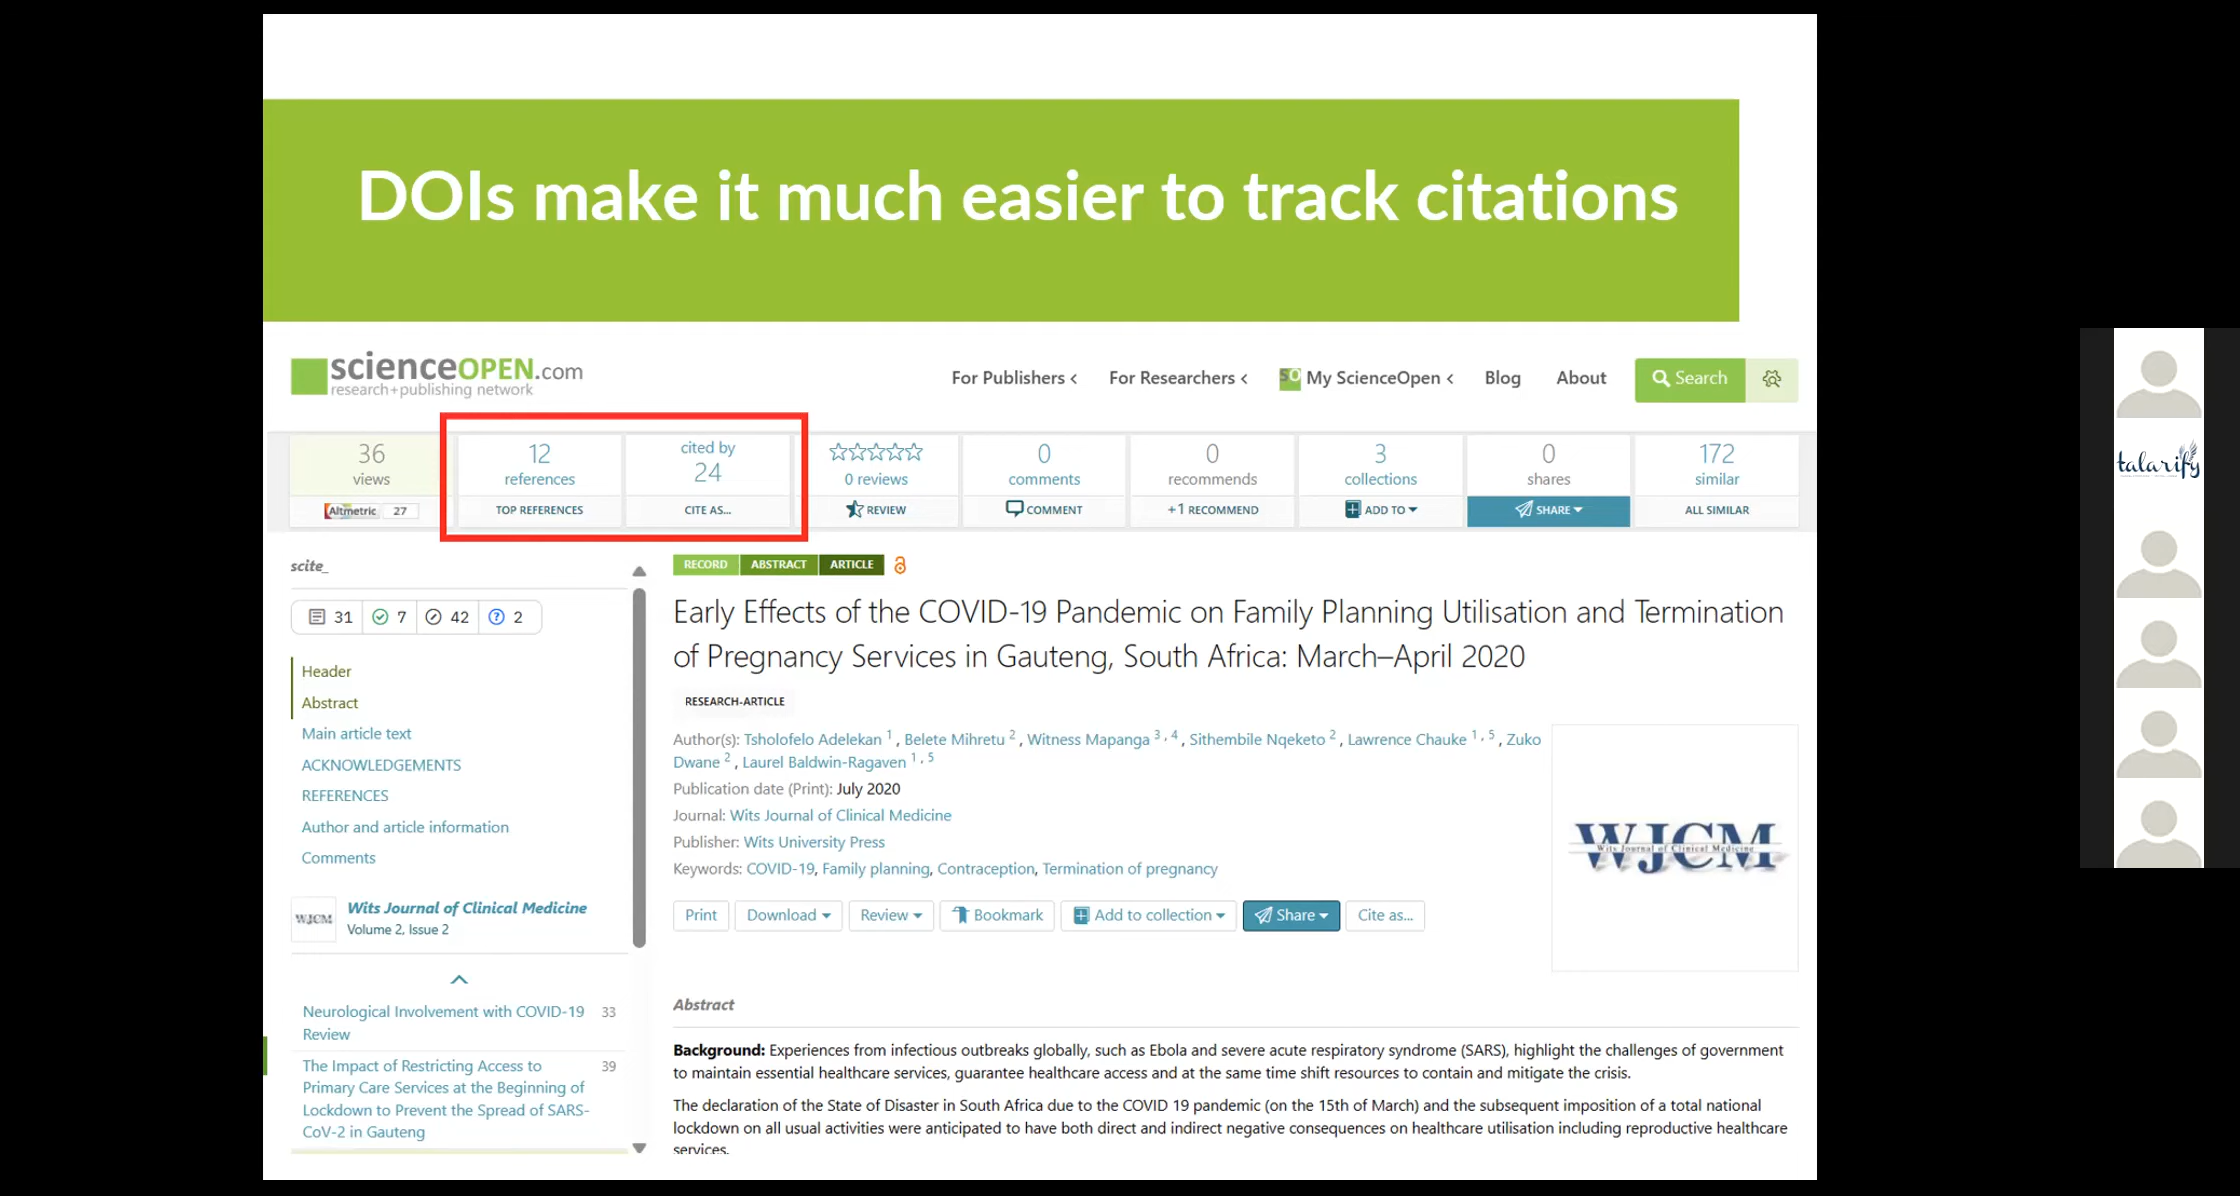 DOIs make it much easier to track citations
scienceOPEN.com
research+publishing network
For Publishers <
For Researchers <
SO My ScienceOpen <
Blog
About
Search
36
views
Altmetric 27
12
references
TOP REFERENCES
cited by
24
CITE AS...
0 reviews
REVIEW
0
comments
COMMENT
0
recommends
+1 RECOMMEND
3
collections
ADD TO
0
shares
SHARE
172
similar
ALL SIMILAR
talarify
scite_
31 7 42 2
Header
Abstract
Main article text
ACKNOWLEDGEMENTS
REFERENCES
Author and article information
Comments
WJCM
Wits Journal of Clinical Medicine
Volume 2, Issue 2
Neurological Involvement with COVID-19 33
Review
The Impact of Restricting Access to 39
Primary Care Services at the Beginning of
Lockdown to Prevent the Spread of SARS-
CoV-2 in Gauteng
RECORD ABSTRACT ARTICLE
Early Effects of the COVID-19 Pandemic on Family Planning Utilisation and Termination
of Pregnancy Services in Gauteng, South Africa: March–April 2020
RESEARCH-ARTICLE
Author(s): Tsholofelo Adelekan 1 , Belete Mihretu 2 , Witness Mapanga 3 , 4 , Sithembile Nqeketo 2 , Lawrence Chauke 1 , 5 , Zuko
Dwane 2 , Laurel Baldwin-Ragaven 1 , 5
Publication date (Print): July 2020
Journal: Wits Journal of Clinical Medicine
Publisher: Wits University Press
Keywords: COVID-19, Family planning, Contraception, Termination of pregnancy
Print
Download
Review
Bookmark
Add to collection
Share
Cite as...
WJCM
Wits Journal of Clinical Medicine
Abstract
Background: Experiences from infectious outbreaks globally, such as Ebola and severe acute respiratory syndrome (SARS), highlight the challenges of government
to maintain essential healthcare services, guarantee healthcare access and at the same time shift resources to contain and mitigate the crisis.
The declaration of the State of Disaster in South Africa due to the COVID 19 pandemic (on the 15th of March) and the subsequent imposition of a total national
lockdown on all usual activities were anticipated to have both direct and indirect negative consequences on healthcare utilisation including reproductive healthcare
services.